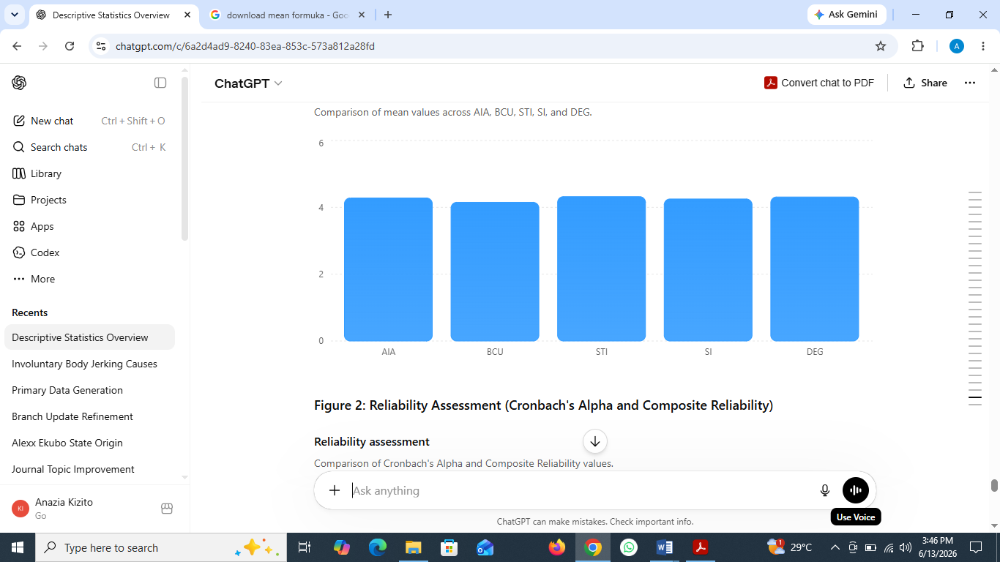 Descriptive Statistics Overview
download mean formuka - Goo
Ask Gemini
chatgpt.com/c/6a2d4ad9-8240-83ea-853c-573a812a28fd
A
New chat
Ctrl + Shift + O
Search chats
Ctrl + K
Library
Projects
Apps
Codex
More
Recents
Descriptive Statistics Overview
Involuntary Body Jerking Causes
Primary Data Generation
Branch Update Refinement
Alexx Ekubo State Origin
Journal Topic Improvement
KI
Anazia Kizito
Go
ChatGPT
Convert chat to PDF
Share
Comparison of mean values across AIA, BCU, STI, SI, and DEG.
6
4
2
0
AIA BCU STI SI DEG
Figure 2: Reliability Assessment (Cronbach's Alpha and Composite Reliability)
Reliability assessment
Comparison of Cronbach's Alpha and Composite Reliability values.
Ask anything
Use Voice
ChatGPT can make mistakes. Check important info.
Type here to search
1
29°C
3:46 PM
6/13/2026